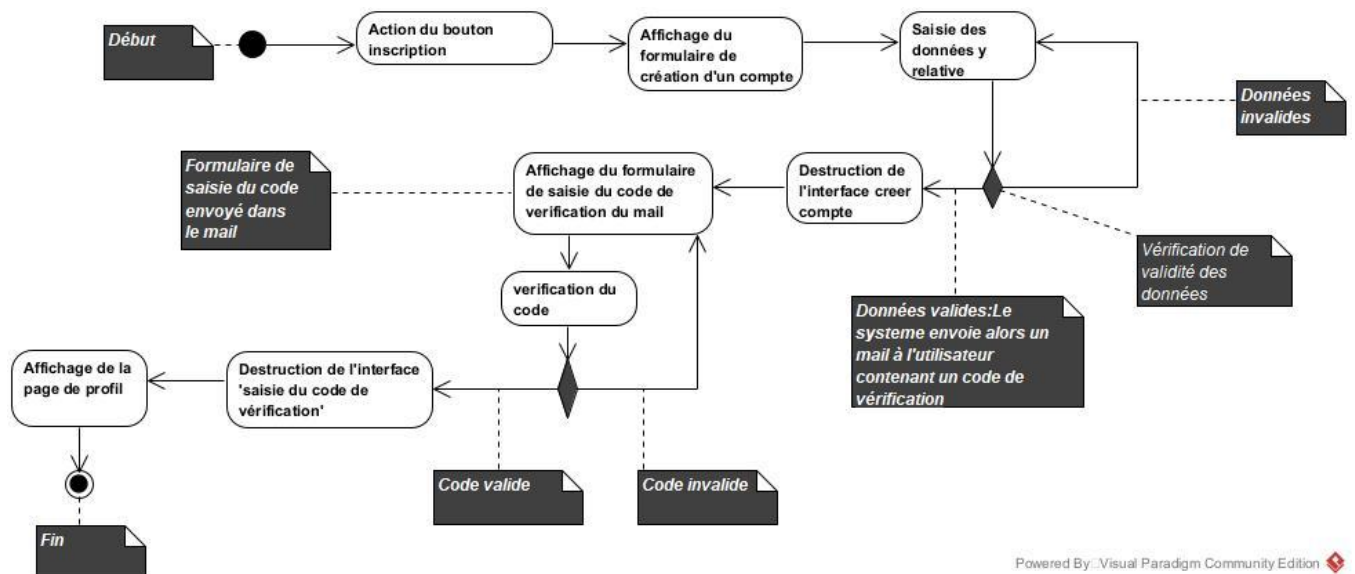 Début
Action du bouton
inscription
Affichage du
formulaire de
création d'un compte
Saisie des
données y
relative
Données
invalides
Formulaire de
saisie du code
envoyé dans
le mail
Affichage du formulaire
de saisie du code de
verification du mail
Destruction de
l'interface creer
compte
Vérification de
validité des
données
verification du
code
Données valides:Le
systeme envoie alors un
mail à l'utilisateur
contenant un code de
vérification
Affichage de la
page de profil
Destruction de l'interface
'saisie du code de
vérification'
Code valide
Code invalide
Fin
Powered By Visual Paradigm Community Edition